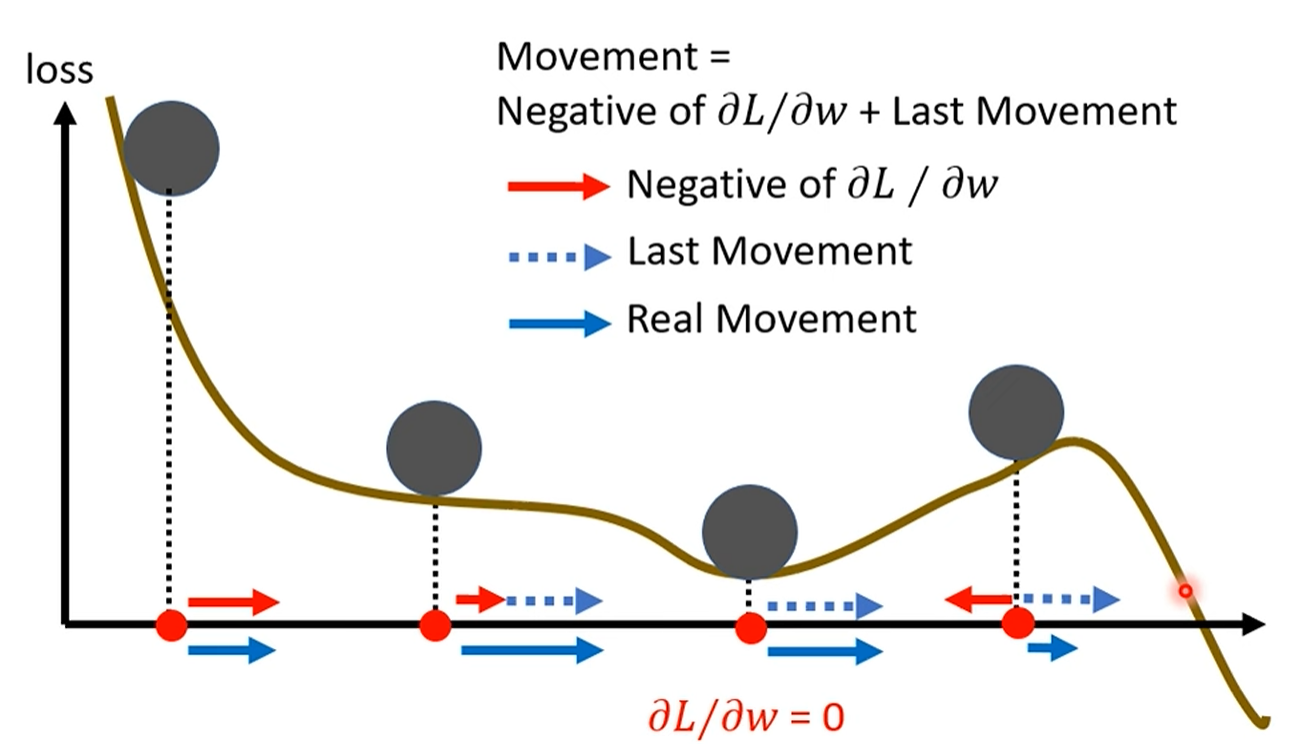 loss
Movement =
Negative of ∂L/∂w + Last Movement
Negative of ∂L / ∂w
Last Movement
Real Movement
∂L/∂w = 0